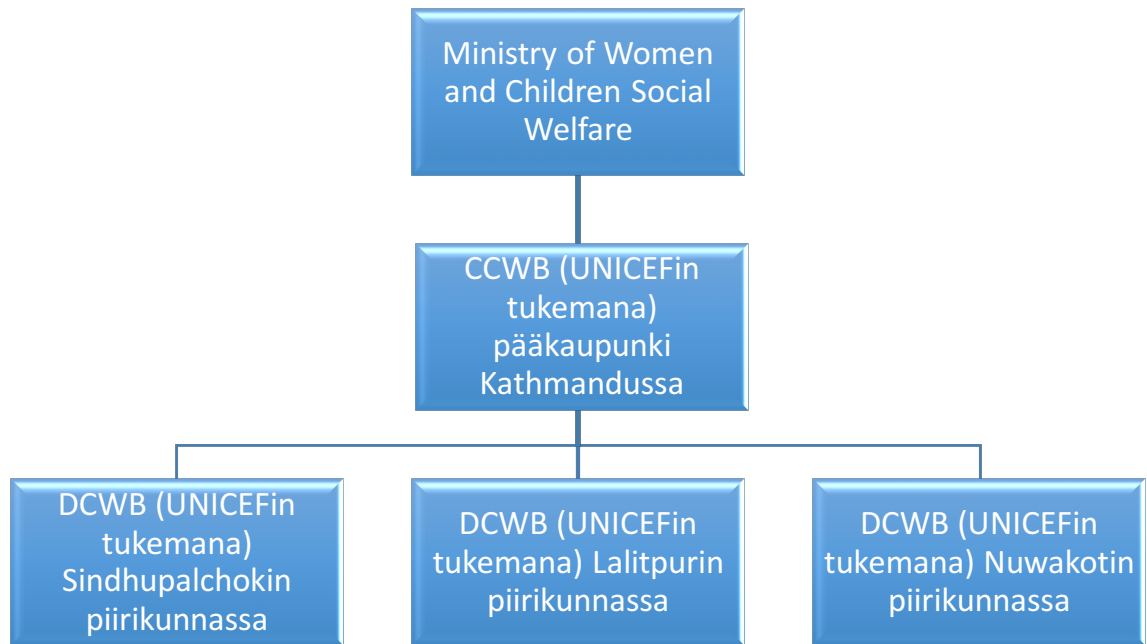 Ministry of Women
and Children Social
Welfare
CCWB (UNICEFin
tukemana)
pääkaupunki
Kathmandussa
DCWB (UNICEFin
tukemana)
Sindhupalchokin
piirikunnassa
DCWB (UNICEFin
tukemana) Lalitpurin
piirikunnassa
DCWB (UNICEFin
tukemana) Nuwakotin
piirikunnassa